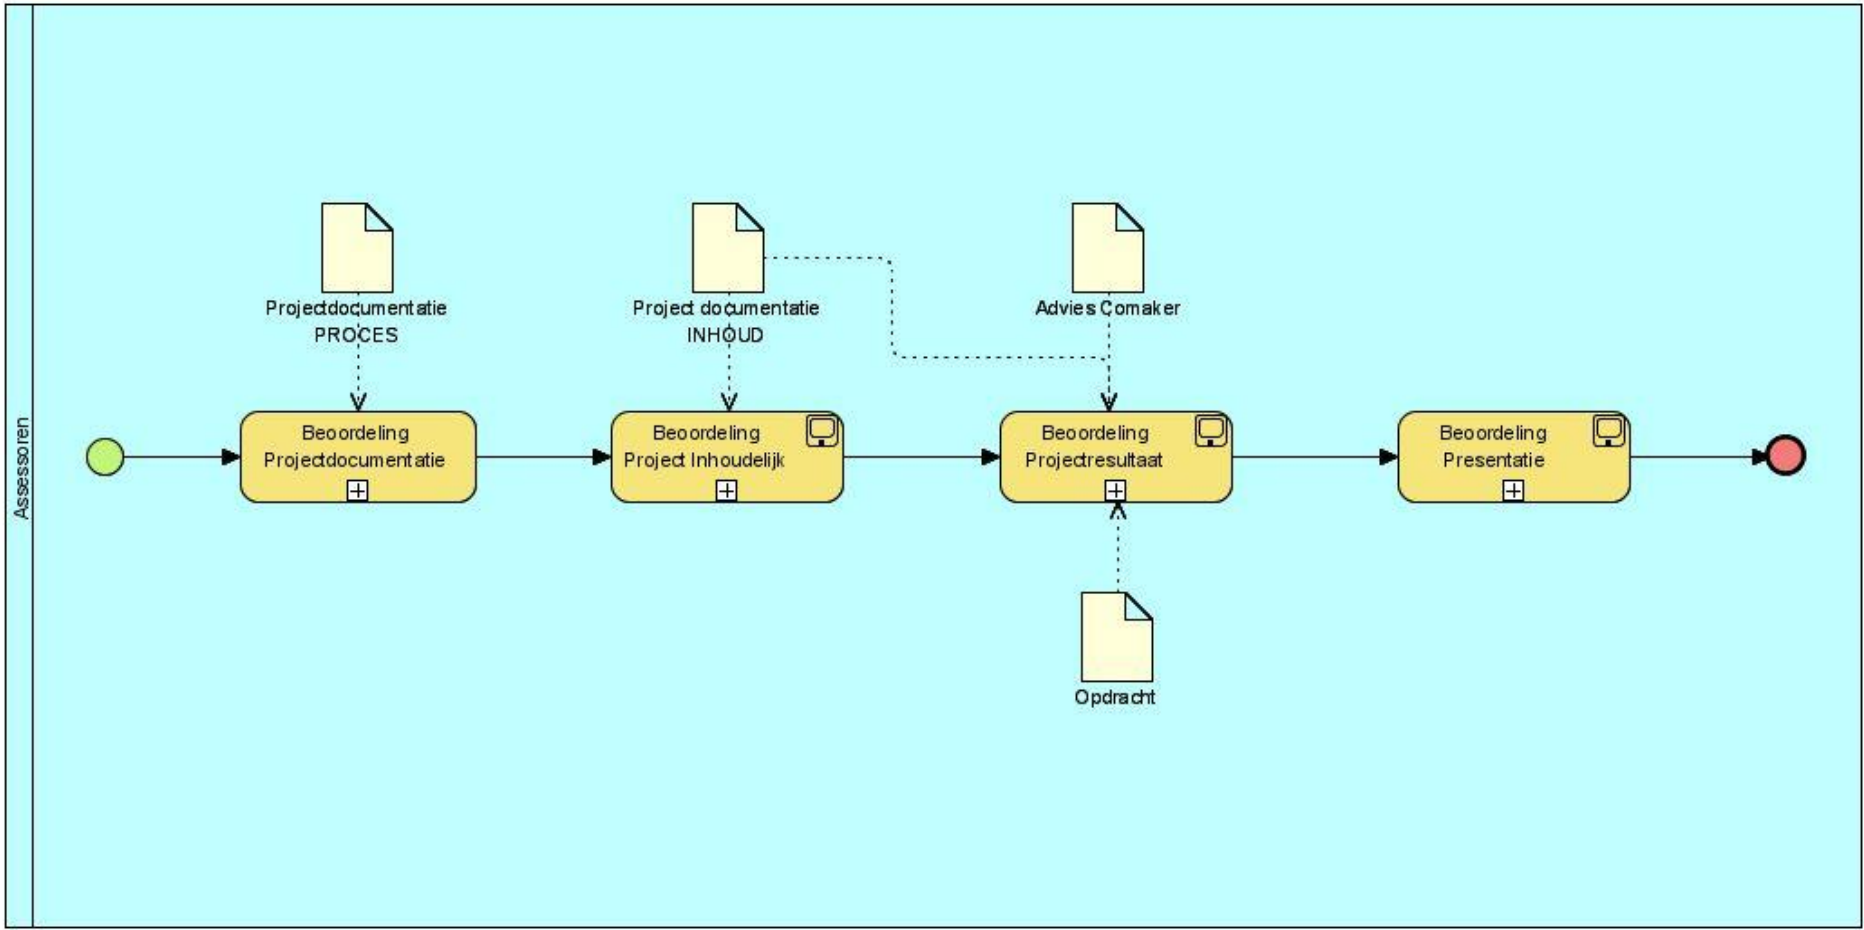 Assessoren
Projectdocumentatie
PROCES
Project documentatie
INHOUD
Advies Comaker
Beoordeling
Projectdocumentatie
Beoordeling
Project Inhoudelijk
Beoordeling
Projectresultaat
Beoordeling
Presentatie
Opdracht